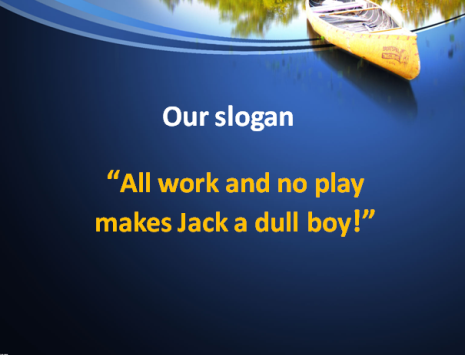 Our slogan
“All work and no play
makes Jack a dull boy!”